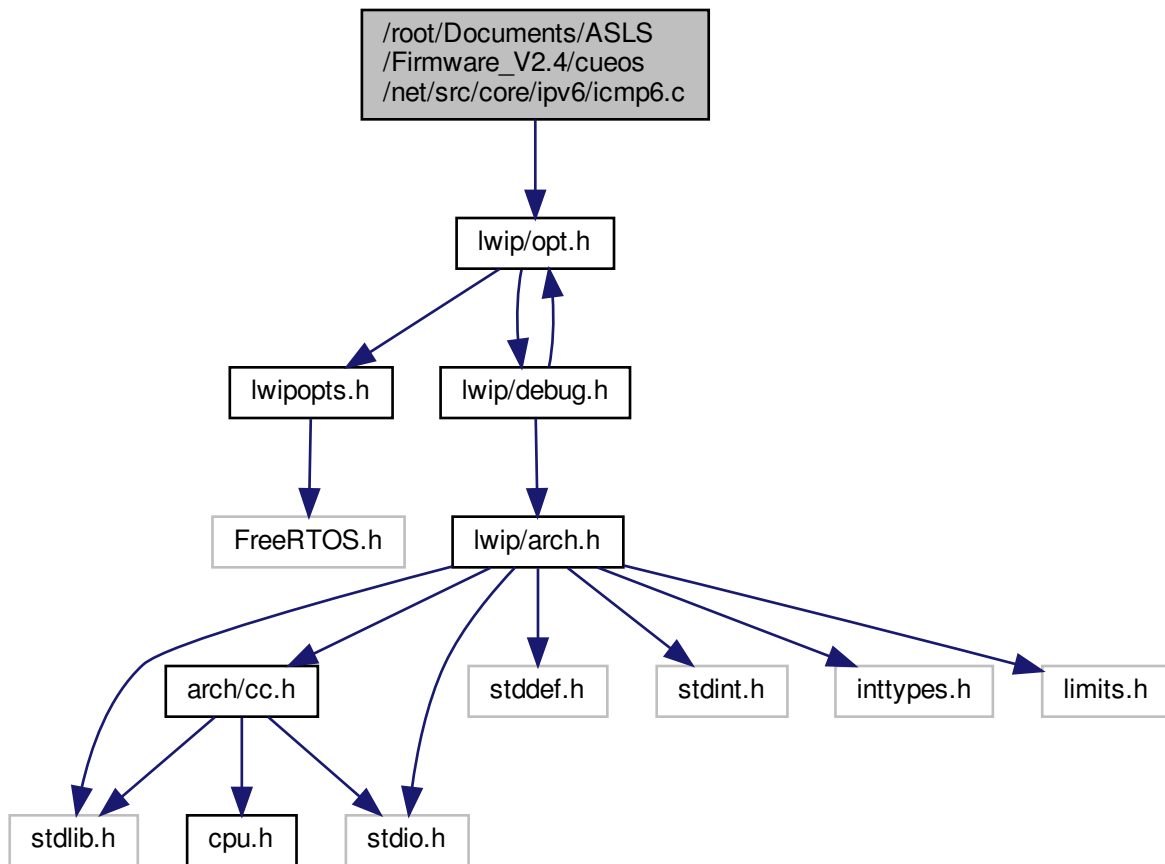 /root/Documents/ASLS
/Firmware_V2.4/cueos
/net/src/core/ipv6/icmp6.c
lwip/opt.h
lwipopts.h
lwip/debug.h
FreeRTOS.h
lwip/arch.h
arch/cc.h
stddef.h
stdint.h
inttypes.h
limits.h
stdlib.h
cpu.h
stdio.h